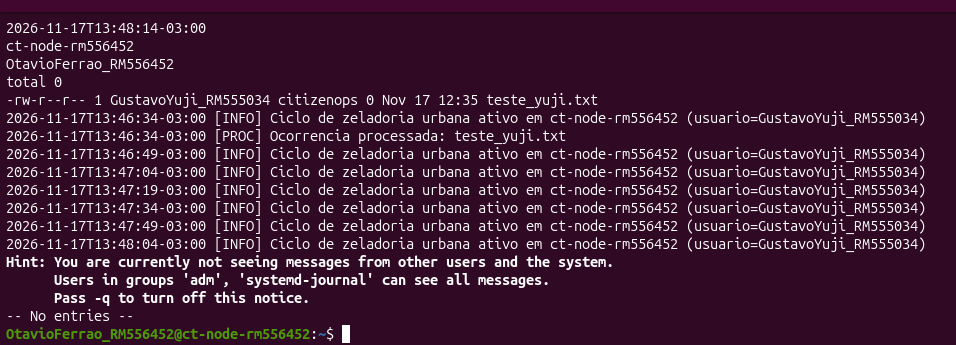 2026-11-17T13:48:14-03:00
ct-node-rm556452
OtavioFerrao_RM556452
total 0
-rw-r--r-- 1 GustavoYuji_RM555034 citizenops 0 Nov 17 12:35 teste_yuji.txt
2026-11-17T13:46:34-03:00 [INFO] Ciclo de zeladoria urbana ativo em ct-node-rm556452 (usuario=GustavoYuji_RM555034)
2026-11-17T13:46:34-03:00 [PROC] Ocorrencia processada: teste_yuji.txt
2026-11-17T13:46:49-03:00 [INFO] Ciclo de zeladoria urbana ativo em ct-node-rm556452 (usuario=GustavoYuji_RM555034)
2026-11-17T13:47:04-03:00 [INFO] Ciclo de zeladoria urbana ativo em ct-node-rm556452 (usuario=GustavoYuji_RM555034)
2026-11-17T13:47:19-03:00 [INFO] Ciclo de zeladoria urbana ativo em ct-node-rm556452 (usuario=GustavoYuji_RM555034)
2026-11-17T13:47:34-03:00 [INFO] Ciclo de zeladoria urbana ativo em ct-node-rm556452 (usuario=GustavoYuji_RM555034)
2026-11-17T13:47:49-03:00 [INFO] Ciclo de zeladoria urbana ativo em ct-node-rm556452 (usuario=GustavoYuji_RM555034)
2026-11-17T13:48:04-03:00 [INFO] Ciclo de zeladoria urbana ativo em ct-node-rm556452 (usuario=GustavoYuji_RM555034)
Hint: You are currently not seeing messages from other users and the system.
      Users in groups 'adm', 'systemd-journal' can see all messages.
      Pass -q to turn off this notice.
-- No entries --
OtavioFerrao_RM556452@ct-node-rm556452:~$